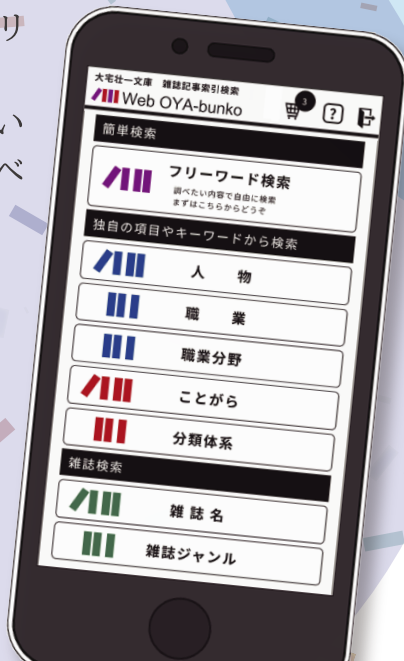 リ
い
べ
大宅壮一文庫 雑誌記事索引検索
Web OYA-bunko
3
?
簡単検索
フリーワード検索
調べたい内容で自由に検索
まずはこちらからどうぞ
独自の項目やキーワードから検索
人 物
職 業
職業分野
ことがら
分類体系
雑誌検索
雑誌名
雑誌ジャンル